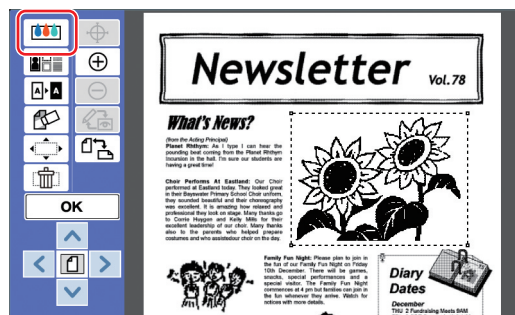 Newsletter Vol. 78
What's News?
(from the Acting Principal)
Planet Rhthym: As I type I can hear the
pounding beat coming from the Planet Rhthym
Incursion in the hall. I'm sure our students are
having a great time!
Choir Performs At Eastland: Our Choir
performed at Eastland today. They looked great
in their Bayswater Primary School Choir uniform,
they sounded beautiful and their choreography
was excellent. It is amazing how relaxed and
professional they look on stage. Many thanks go
to Corrie Huygen and Kelly Mills for their
excellent leadership of our choir. Many thanks
also to the parents who helped prepare
costumes and who assistedour choir on the day.
Family Fun Night: Please plan to join in
the fun of our Family Fun Night on Friday
10th December. There will be games,
snacks, special performances and a
special visitor. The Family Fun Night
commences at 4 pm but families can join in
the fun whenever they arrive. Watch for
notices with more details.
Diary
Dates
December
THU 2 Fundraising Meets 9AM
A A
OK